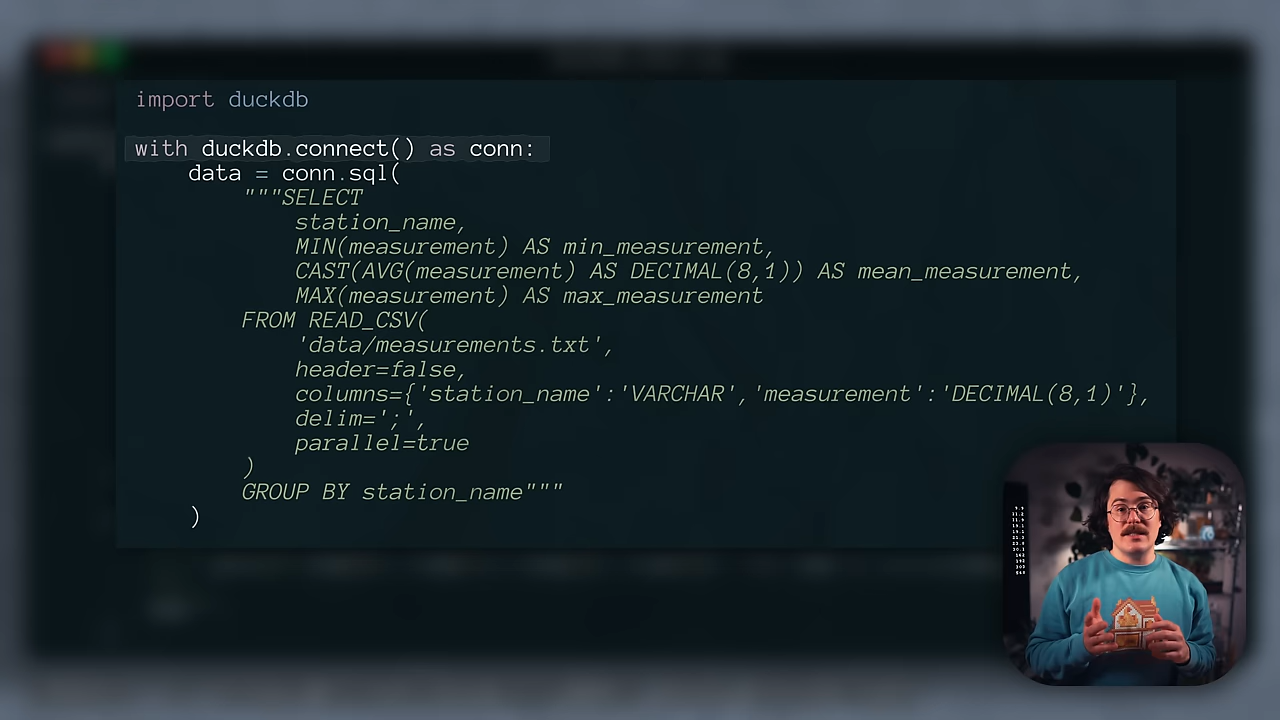 import duckdb
with duckdb.connect() as conn:
data = conn.sql(
"""SELECT
station_name,
MIN(measurement) AS min_measurement,
CAST(AVG(measurement) AS DECIMAL(8,1)) AS mean_measurement,
MAX(measurement) AS max_measurement
FROM READ_CSV(
'data/measurements.txt',
header=false,
columns={'station_name':'VARCHAR','measurement':'DECIMAL(8,1)'},
delim=';',
parallel=true
)
GROUP BY station_name"""
)